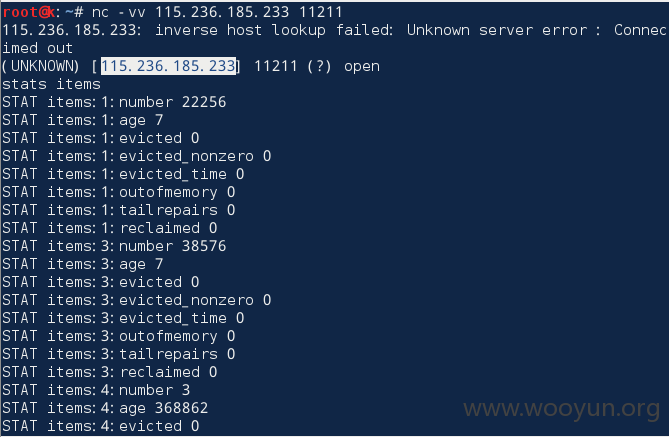 root@k:~# nc -vv 115.236.185.233 11211
115.236.185.233: inverse host lookup failed: Unknown server error : Connec
imed out
(UNKNOWN) [115.236.185.233] 11211 (?) open
stats items
STAT items:1:number 22256
STAT items:1:age 7
STAT items:1:evicted 0
STAT items:1:evicted_nonzero 0
STAT items:1:evicted_time 0
STAT items:1:outofmemory 0
STAT items:1:tailrepairs 0
STAT items:1:reclaimed 0
STAT items:3:number 38576
STAT items:3:age 7
STAT items:3:evicted 0
STAT items:3:evicted_nonzero 0
STAT items:3:evicted_time 0
STAT items:3:outofmemory 0
STAT items:3:tailrepairs 0
STAT items:3:reclaimed 0
STAT items:4:number 3
STAT items:4:age 368862
STAT items:4:evicted 0
www.wooyun.org